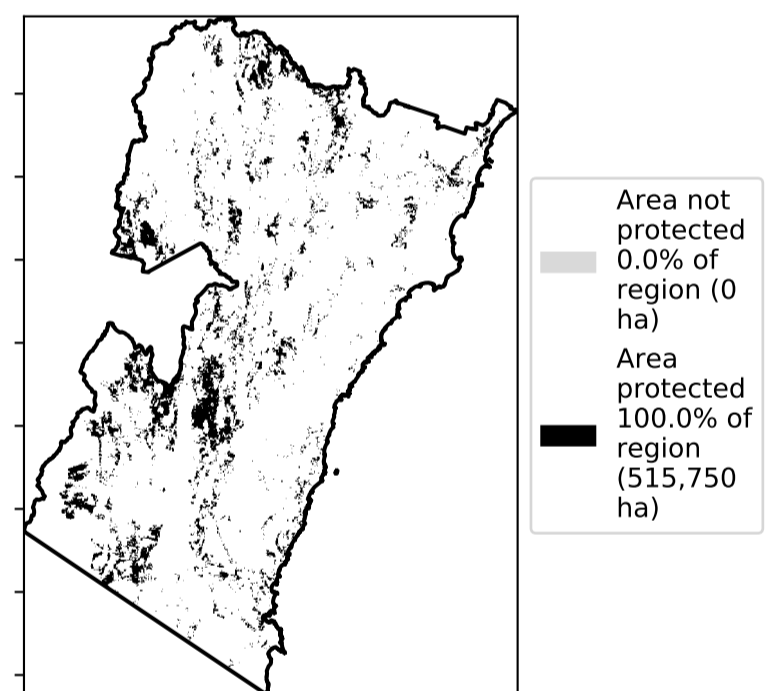 Area not
protected
0.0% of
region (0
ha)
Area
protected
100.0% of
region
(515,750
ha)